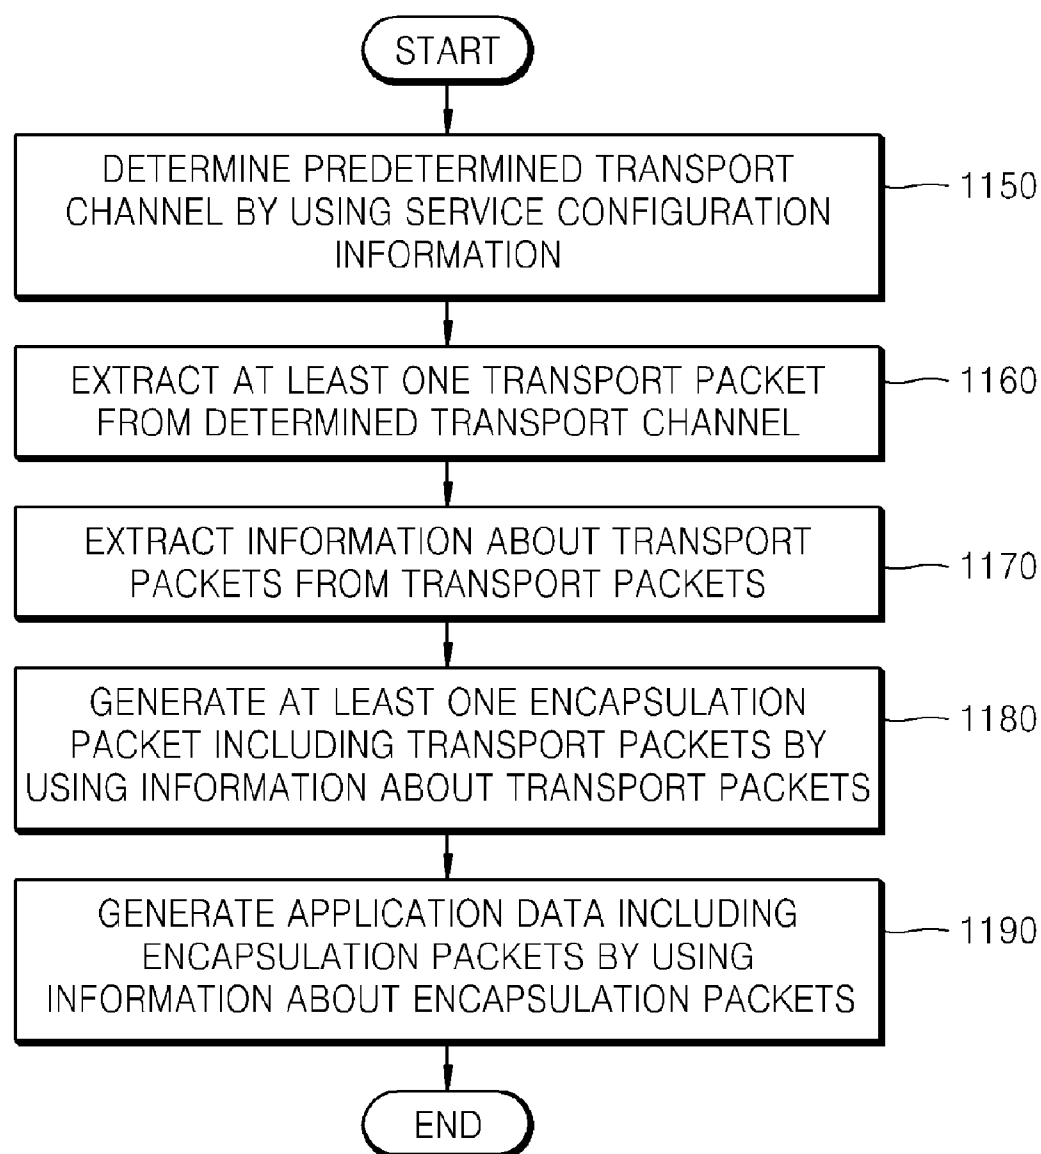 START
DETERMINE PREDETERMINED TRANSPORT
CHANNEL BY USING SERVICE CONFIGURATION
INFORMATION
1150
EXTRACT AT LEAST ONE TRANSPORT PACKET
FROM DETERMINED TRANSPORT CHANNEL
1160
EXTRACT INFORMATION ABOUT TRANSPORT
PACKETS FROM TRANSPORT PACKETS
1170
GENERATE AT LEAST ONE ENCAPSULATION
PACKET INCLUDING TRANSPORT PACKETS BY
USING INFORMATION ABOUT TRANSPORT PACKETS
1180
GENERATE APPLICATION DATA INCLUDING
ENCAPSULATION PACKETS BY USING
INFORMATION ABOUT ENCAPSULATION PACKETS
1190
END